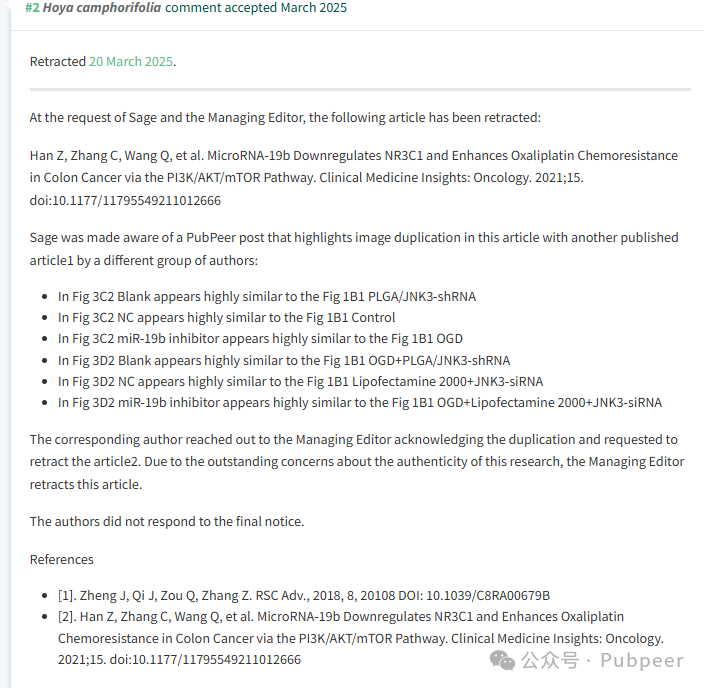 #2 Hoya camphorifolia comment accepted March 2025
Retracted 20 March 2025.
At the request of Sage and the Managing Editor, the following article has been retracted:
Han Z, Zhang C, Wang Q, et al. MicroRNA-19b Downregulates NR3C1 and Enhances Oxaliplatin Chemoresistance
in Colon Cancer via the PI3K/AKT/mTOR Pathway. Clinical Medicine Insights: Oncology. 2021;15.
doi:10.1177/11795549211012666
Sage was made aware of a PubPeer post that highlights image duplication in this article with another published
article1 by a different group of authors:
• In Fig 3C2 Blank appears highly similar to the Fig 1B1 PLGA/JNK3-shRNA
• In Fig 3C2 NC appears highly similar to the Fig 1B1 Control
• In Fig 3C2 miR-19b inhibitor appears highly similar to the Fig 1B1 OGD
• In Fig 3D2 Blank appears highly similar to the Fig 1B1 OGD+PLGA/JNK3-shRNA
• In Fig 3D2 NC appears highly similar to the Fig 1B1 Lipofectamine 2000+JNK3-siRNA
• In Fig 3D2 miR-19b inhibitor appears highly similar to the Fig 1B1 OGD+Lipofectamine 2000+JNK3-siRNA
The corresponding author reached out to the Managing Editor acknowledging the duplication and requested to
retract the article2. Due to the outstanding concerns about the authenticity of this research, the Managing Editor
retracts this article.
The authors did not respond to the final notice.
References
• [1]. Zheng J, Qi J, Zou Q, Zhang Z. RSC Adv., 2018, 8, 20108 DOI: 10.1039/C8RA00679B
• [2]. Han Z, Zhang C, Wang Q, et al. MicroRNA-19b Downregulates NR3C1 and Enhances Oxaliplatin
Chemoresistance in Colon Cancer via the PI3K/AKT/mTOR Pathway. Clinical Medicine Insights: Oncology.
2021;15. doi:10.1177/11795549211012666
公众号 · Pubpeer